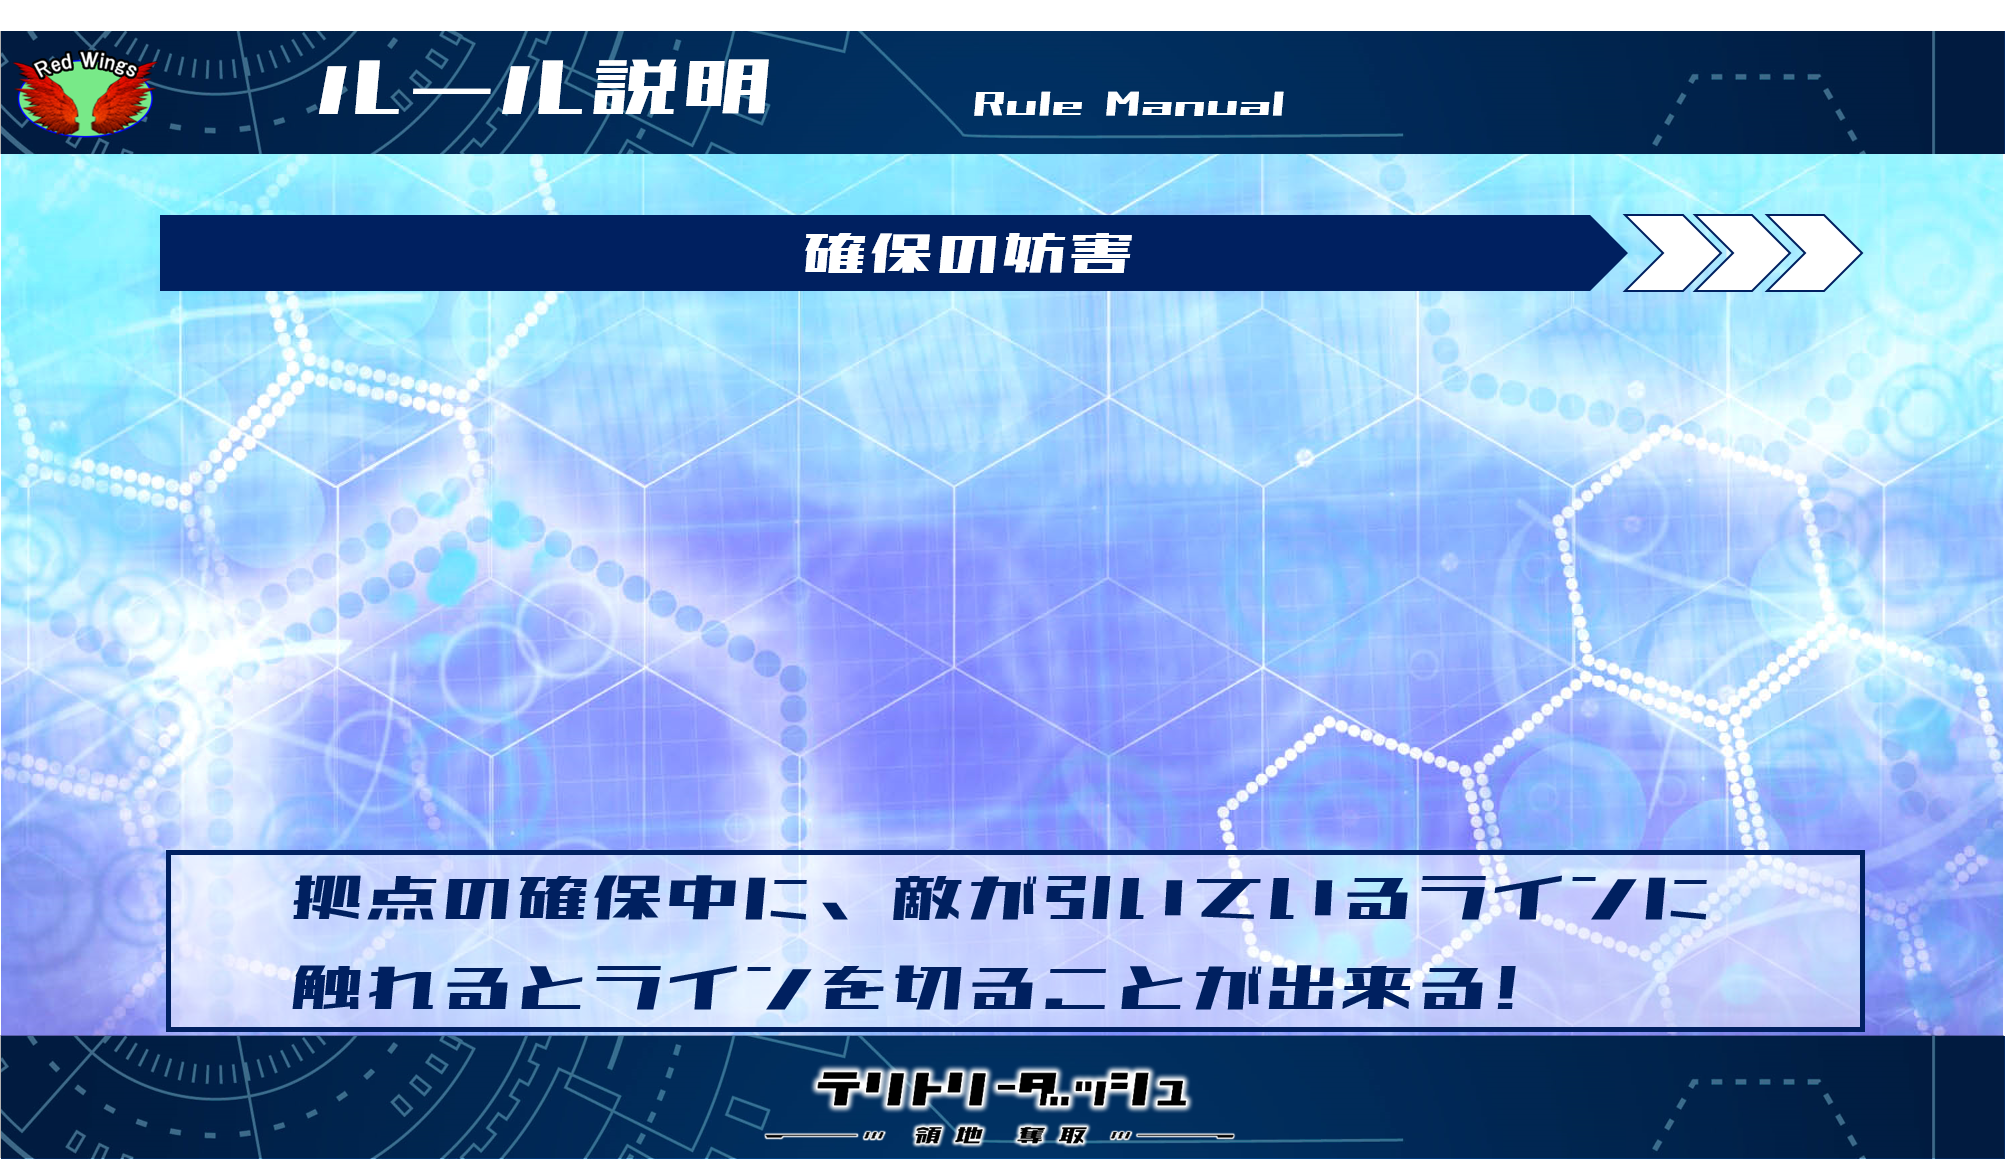 Red Wings
ルール説明
Rule Manual
確保の妨害
拠点の確保中に、敵が引いているラインに
触れるとラインを切ることが出来る!
テリトリーダッシュ
領地 奪取